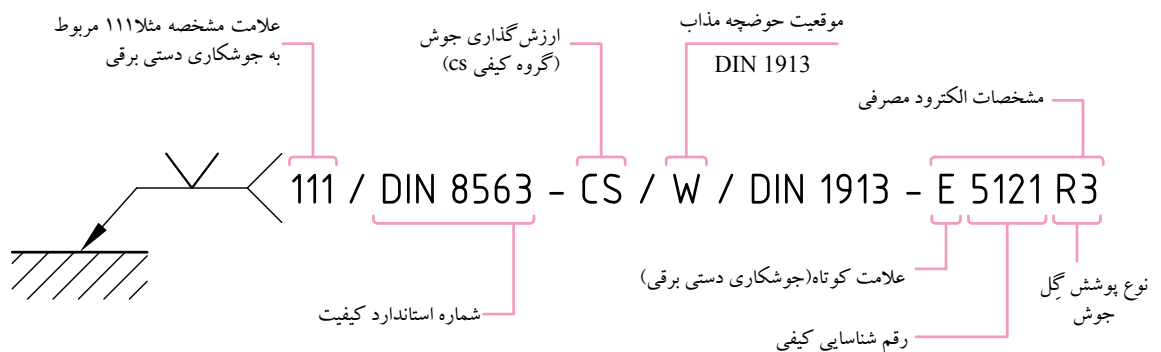 علامت مشخصه مثلا۱۱۱ مربوط
به جوشکاری دستی برقی
ارزش‌گذاری جوش
(گروه کیفی cs)
موقعیت حوضچه مذاب
DIN 1913
مشخصات الکترود مصرفی
111 / DIN 8563 - CS / W / DIN 1913 - E 5121 R3
شماره استاندارد کیفیت
علامت کوتاه(جوشکاری دستی برقی)
رقم شناسایی کیفی
نوع پوشش گِل
جوش